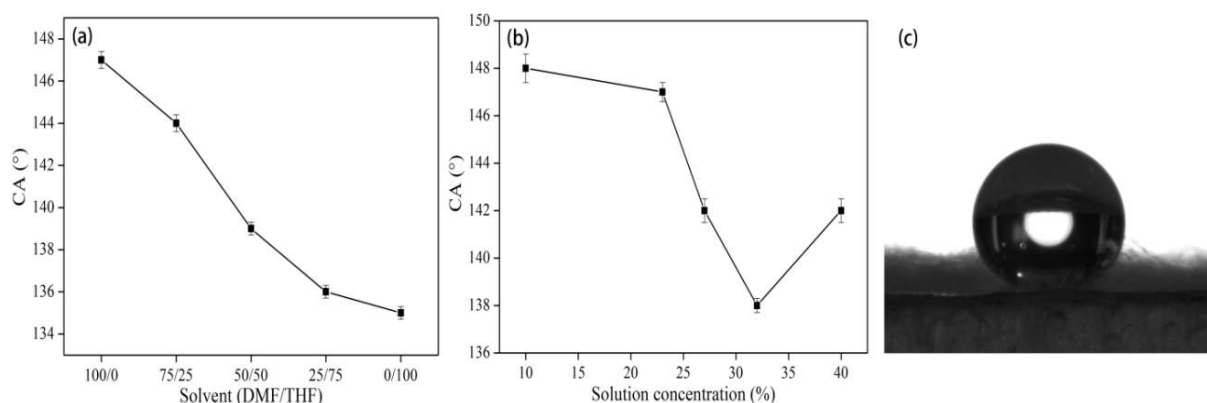 (a)
CA (°)
148
146
144
142
140
138
136
134
100/0 75/25 50/50 25/75 0/100
Solvent (DMF/THF)
(b)
CA (°)
150
148
146
144
142
140
138
136
10 15 20 25 30 35 40
Solution concentration (%)
(c)